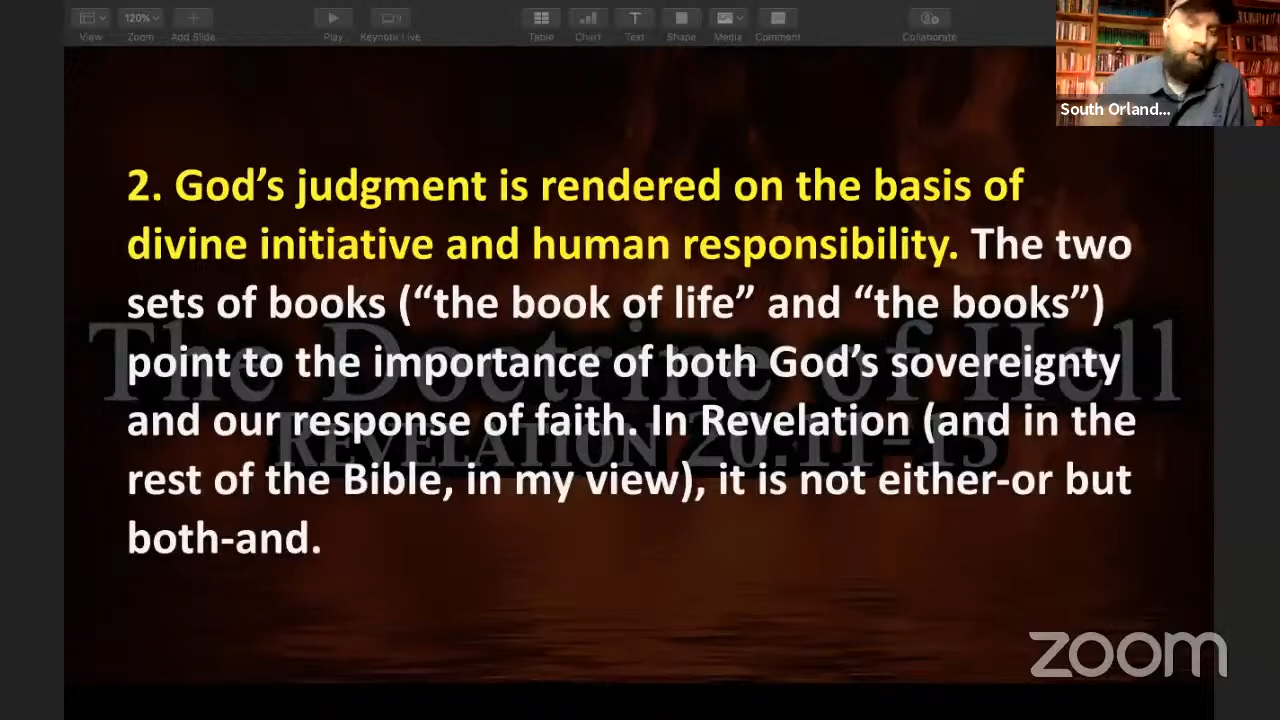 120%
View
Zoom
Add Slide
Play
Keynote Live
Table
Chart
Text
Shape
Media
Comment
Collaborate
South Orland...
2. God’s judgment is rendered on the basis of
divine initiative and human responsibility. The two
sets of books (“the book of life” and “the books”)
point to the importance of both God’s sovereignty
and our response of faith. In Revelation (and in the
rest of the Bible, in my view), it is not either-or but
both-and.
The Doctrine of Hell
Revelation 20:11-15
zoom